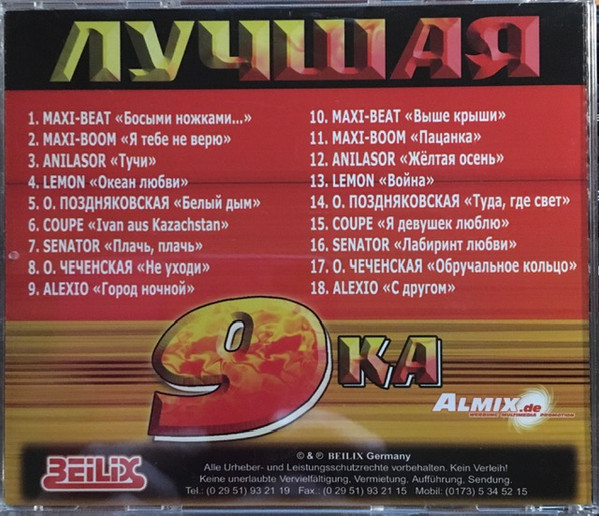 ЛУЧШАЯ
1. MAXI-BEAT «Босыми ножками...»
2. MAXI-BOOM «Я тебе не верю»
3. ANILASOR «Тучи»
4. LEMON «Океан любви»
5. О. ПОЗДНЯКОВСКАЯ «Белый дым»
6. COUPE «Ivan aus Kazachstan»
7. SENATOR «Плачь, плачь»
8. О. ЧЕЧЕНСКАЯ «Не уходи»
9. ALEXIO «Город ночной»
10. MAXI-BEAT «Выше крыши»
11. MAXI-BOOM «Пацанка»
12. ANILASOR «Жёлтая осень»
13. LEMON «Война»
14. О. ПОЗДНЯКОВСКАЯ «Туда, где свет»
15. COUPE «Я девушек люблю»
16. SENATOR «Лабиринт любви»
17. О. ЧЕЧЕНСКАЯ «Обручальное кольцо»
18. ALEXIO «С другом»
9КА
ALMIX.de
WERBUNG MULTIMEDIA PROMOTION
BEiLiX
© & ℗ BEILIX Germany
Alle Urheber- und Leistungsschutzrechte vorbehalten. Kein Verleih!
Keine unerlaubte Vervielfältigung, Vermietung, Aufführung, Sendung.
Tel.: (0 29 51) 93 21 19 Fax.: (0 29 51) 93 21 15 Mobil: (0173) 5 34 52 15